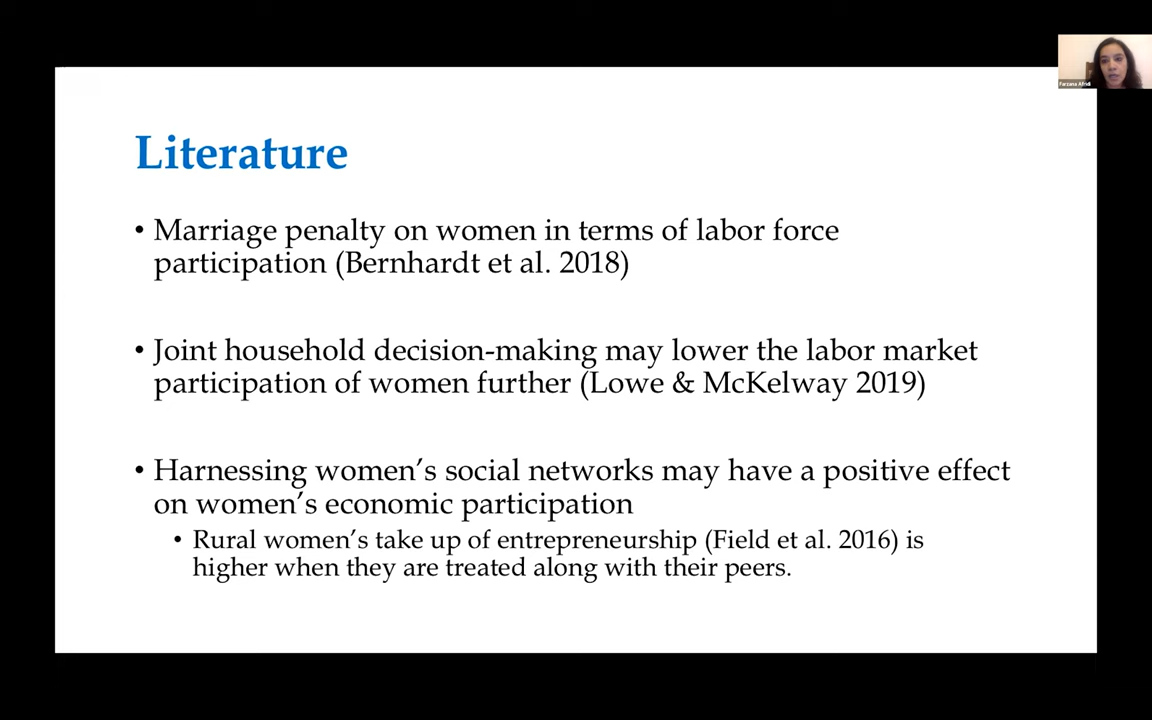 Farzana Afridi
Literature
• Marriage penalty on women in terms of labor force
participation (Bernhardt et al. 2018)
• Joint household decision-making may lower the labor market
participation of women further (Lowe & McKelway 2019)
• Harnessing women’s social networks may have a positive effect
on women’s economic participation
• Rural women’s take up of entrepreneurship (Field et al. 2016) is
higher when they are treated along with their peers.